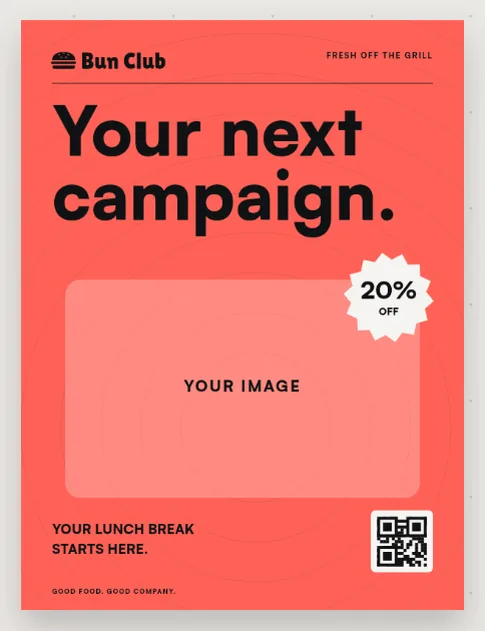 Bun Club
FRESH OFF THE GRILL
Your next
campaign.
20%
OFF
YOUR IMAGE
YOUR LUNCH BREAK
STARTS HERE.
GOOD FOOD. GOOD COMPANY.